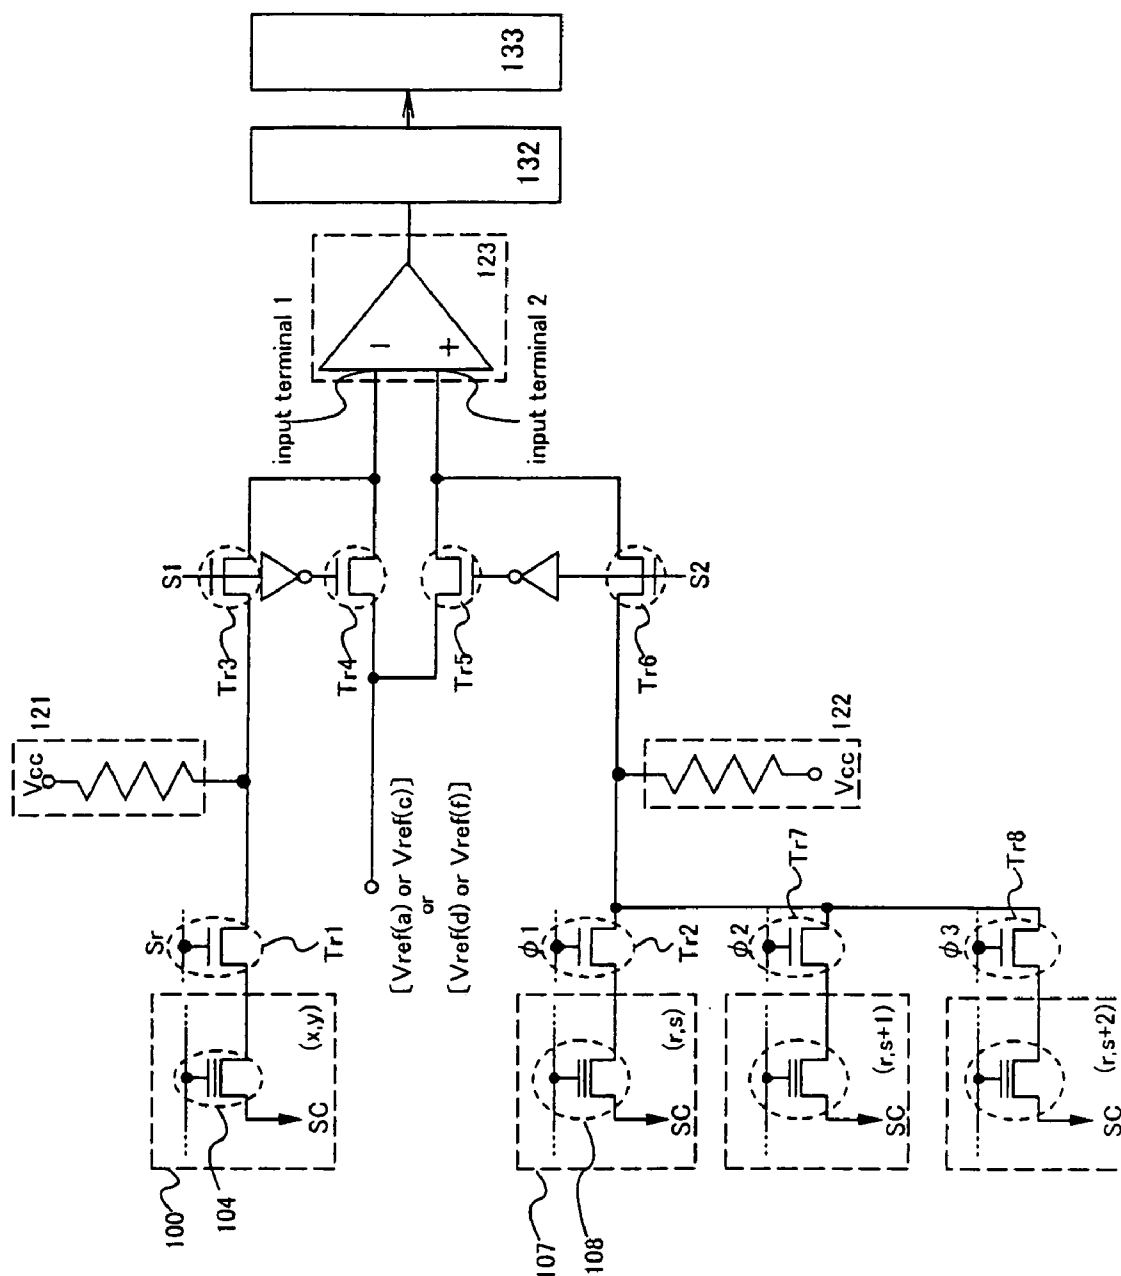 133
132
123
input terminal 1
input terminal 2
−
+
S1
S2
Tr3
Tr4
Tr5
Tr6
121
Vcc
122
Vcc
[Vref(a) or Vref(c)]
or
[Vref(d) or Vref(f)]
Sr
Tr1
ϕ1
Tr2
ϕ2
Tr7
ϕ3
Tr8
(x,y)
SC
104
100
(r,s)
SC
108
107
(r,s+1)
SC
(r,s+2)
SC